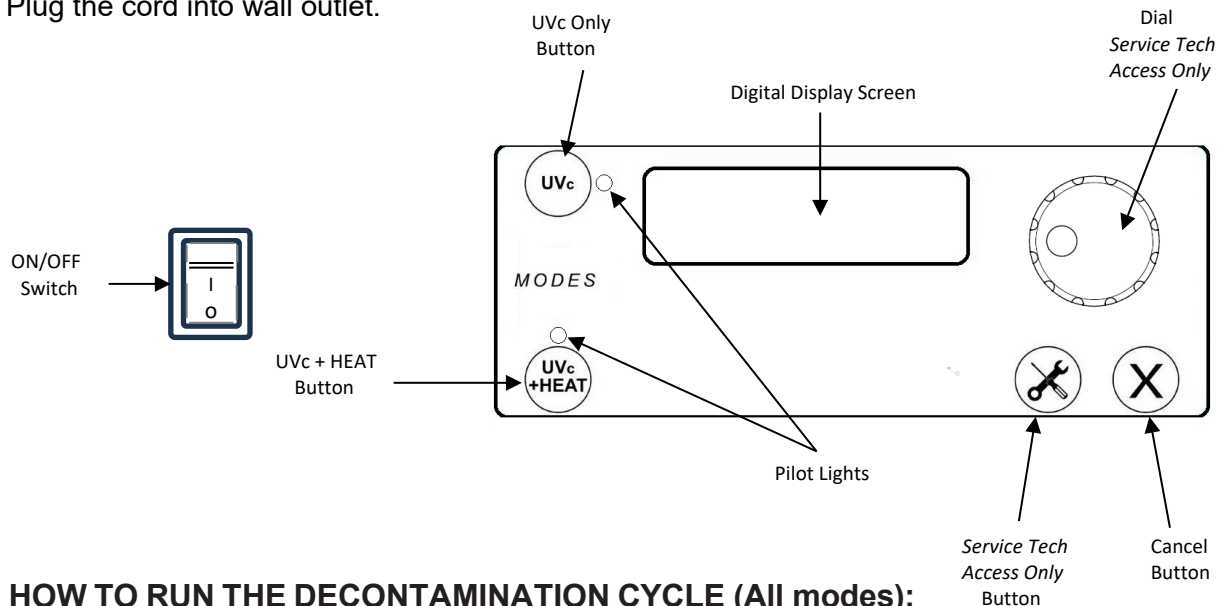 Plug the cord into wall outlet.
UVc Only
Button
Dial
Service Tech
Access Only
Digital Display Screen
UVc
MODES
ON/OFF
Switch
I
O
UVc + HEAT
Button
UVc
+HEAT
X
Pilot Lights
Service Tech
Access Only
Button
Cancel
Button
HOW TO RUN THE DECONTAMINATION CYCLE (All modes):